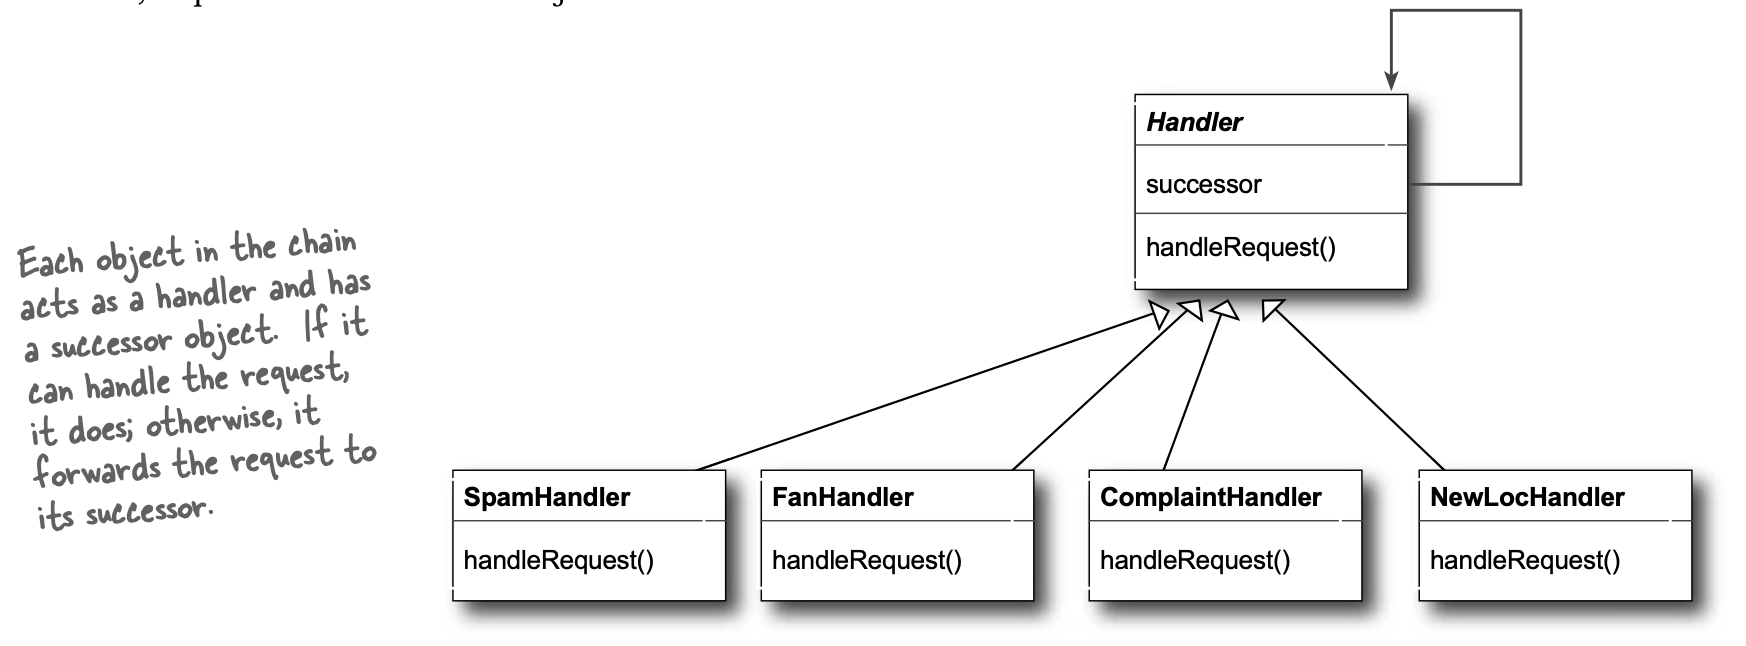 Each object in the chain
acts as a handler and has
a successor object. If it
can handle the request,
it does; otherwise, it
forwards the request to
its successor.
Handler
successor
handleRequest()
SpamHandler
handleRequest()
FanHandler
handleRequest()
ComplaintHandler
handleRequest()
NewLocHandler
handleRequest()